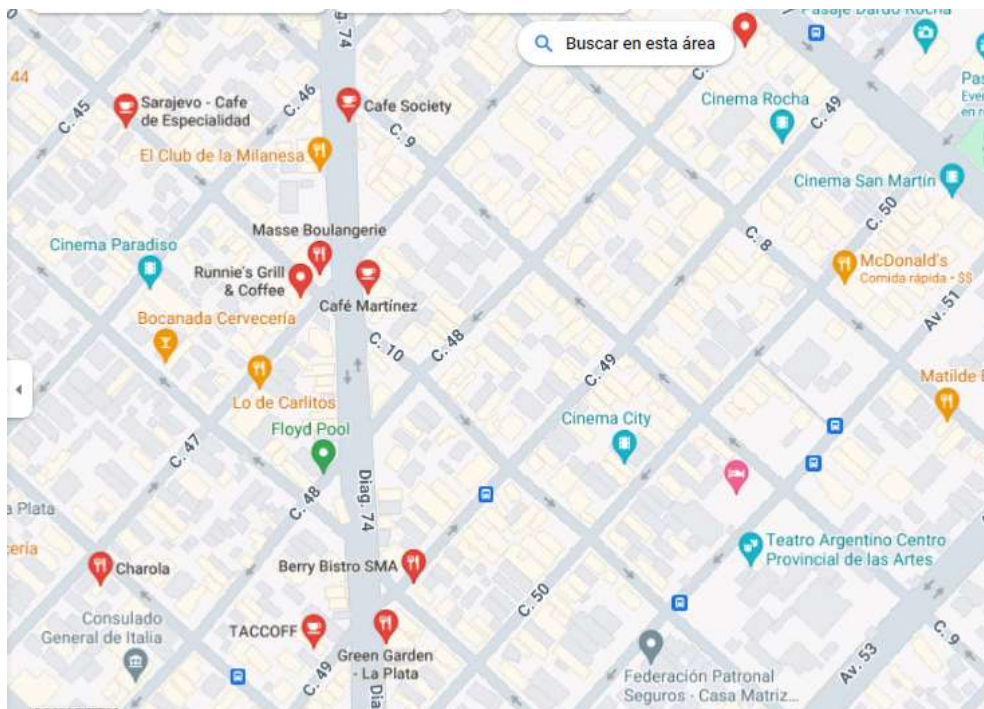 Pasaje Dardo Rocha
Diag. 74
Buscar en esta área
44
C. 45
Sarajevo - Cafe
de Especialidad
C. 46
Cafe Society
C. 9
Cinema Rocha
C. 49
El Club de la Milanesa
Cinema San Martín
C. 50
Masse Boulangerie
Cinema Paradiso
C. 8
Runnie's Grill
& Coffee
McDonald's
Comida rápida - $$
Café Martínez
Bocanada Cervecería
Av. 51
C. 10
C. 48
C. 49
Matilde
Lo de Carlitos
Cinema City
Floyd Pool
C. 47
C. 48
Diag. 74
a Plata
Teatro Argentino Centro
Provincial de las Artes
Charola
Berry Bistro SMA
C. 50
Consulado
General de Italia
TACCOFF
C. 9
Green Garden
- La Plata
C. 49
Av. 53
Federación Patronal
Seguros - Casa Matriz...